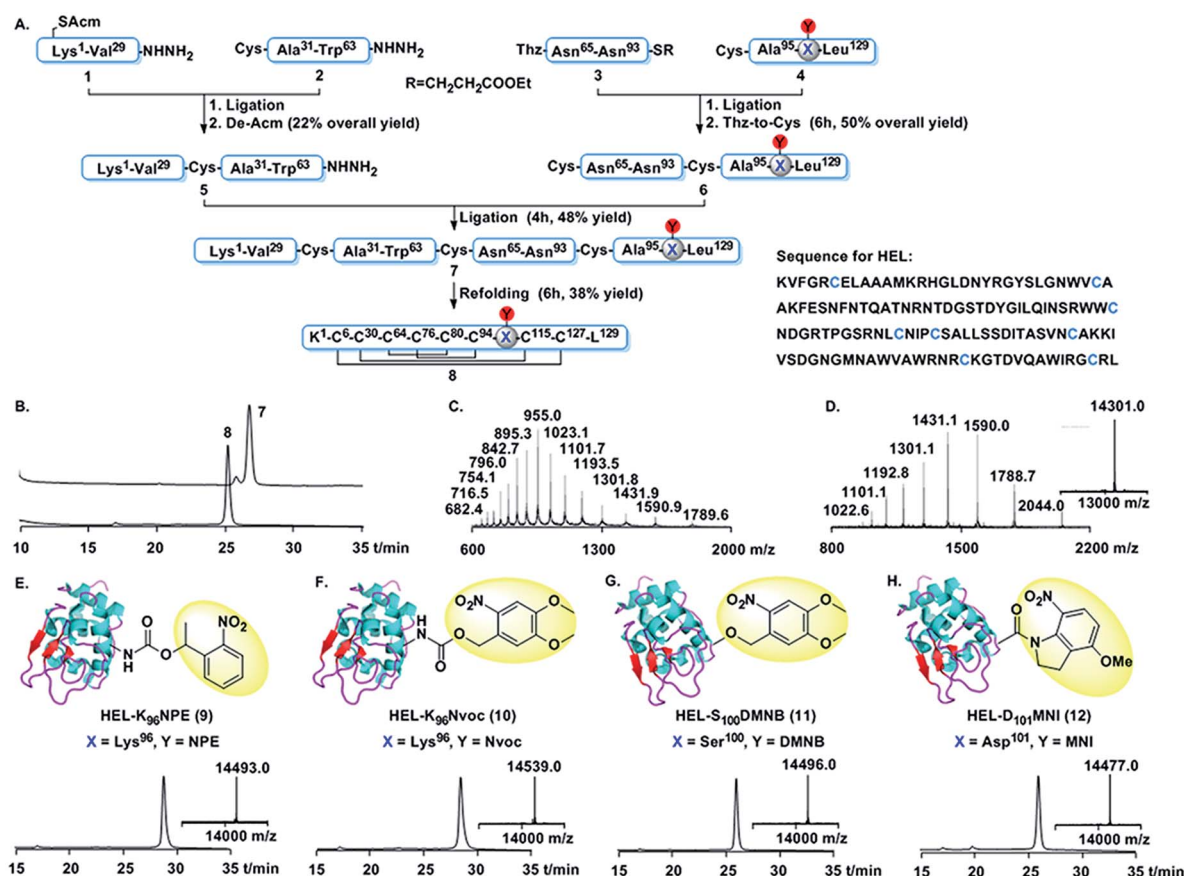 A.
SAcm
Lys¹-Val²⁹-NHNH₂
1
Cys-Ala³¹-Trp⁶³-NHNH₂
2
R=CH₂CH₂COOEt
Thz-Asn⁶⁵-Asn⁹³-SR
3
Y
Cys-Ala⁹⁵-X-Leu¹²⁹
4
1. Ligation
2. De-Acm (22% overall yield)
1. Ligation
2. Thz-to-Cys (6h, 50% overall yield)
Lys¹-Val²⁹-Cys-Ala³¹-Trp⁶³-NHNH₂
5
Y
Cys-Asn⁶⁵-Asn⁹³-Cys-Ala⁹⁵-X-Leu¹²⁹
6
Ligation (4h, 48% yield)
Y
Lys¹-Val²⁹-Cys-Ala³¹-Trp⁶³-Cys-Asn⁶⁵-Asn⁹³-Cys-Ala⁹⁵-X-Leu¹²⁹
7
Refolding (6h, 38% yield)
Y
K¹-C⁶-C³⁰-C⁶⁴-C⁷⁶-C⁸⁰-C⁹⁴-X-C¹¹⁵-C¹²⁷-L¹²⁹
8
Sequence for HEL:
KVFGRCELAAAMKRHGLDNYRGYSLGNWVCA
AKFESNFNTQATNRNTDGSTDYGILQINSRWWC
NDGRTPGSRNLCNIPCSALLSSDITASVNCAKKI
VSDGNGMNAWVAWRNRCKGTDVQAWIRGCRL
B.
8
7
10 15 20 25 30 35 t/min
C.
955.0
895.3
1023.1
842.7
1101.7
796.0
1193.5
754.1
1301.8
716.5
1431.9
682.4
1590.9
1789.6
600 1300 2000 m/z
D.
1431.1
1590.0
14301.0
1301.1
1192.8
1788.7
1101.1
13000 m/z
1022.6
2044.0
800 1500 2200 m/z
E.
NO₂
N
H
O
O
HEL-K₉₆NPE (9)
X = Lys⁹⁶, Y = NPE
14493.0
14000 m/z
15 20 25 30 35 t/min
F.
NO₂
O
O
H
N
O
O
HEL-K₉₆Nvoc (10)
X = Lys⁹⁶, Y = Nvoc
14539.0
14000 m/z
15 20 25 30 35 t/min
G.
NO₂
O
O
O
HEL-S₁₀₀DMNB (11)
X = Ser¹⁰⁰, Y = DMNB
14496.0
14000 m/z
15 20 25 30 35 t/min
H.
NO₂
O
N
OMe
HEL-D₁₀₁MNI (12)
X = Asp¹⁰¹, Y = MNI
14477.0
14000 m/z
15 20 25 30 35 t/min